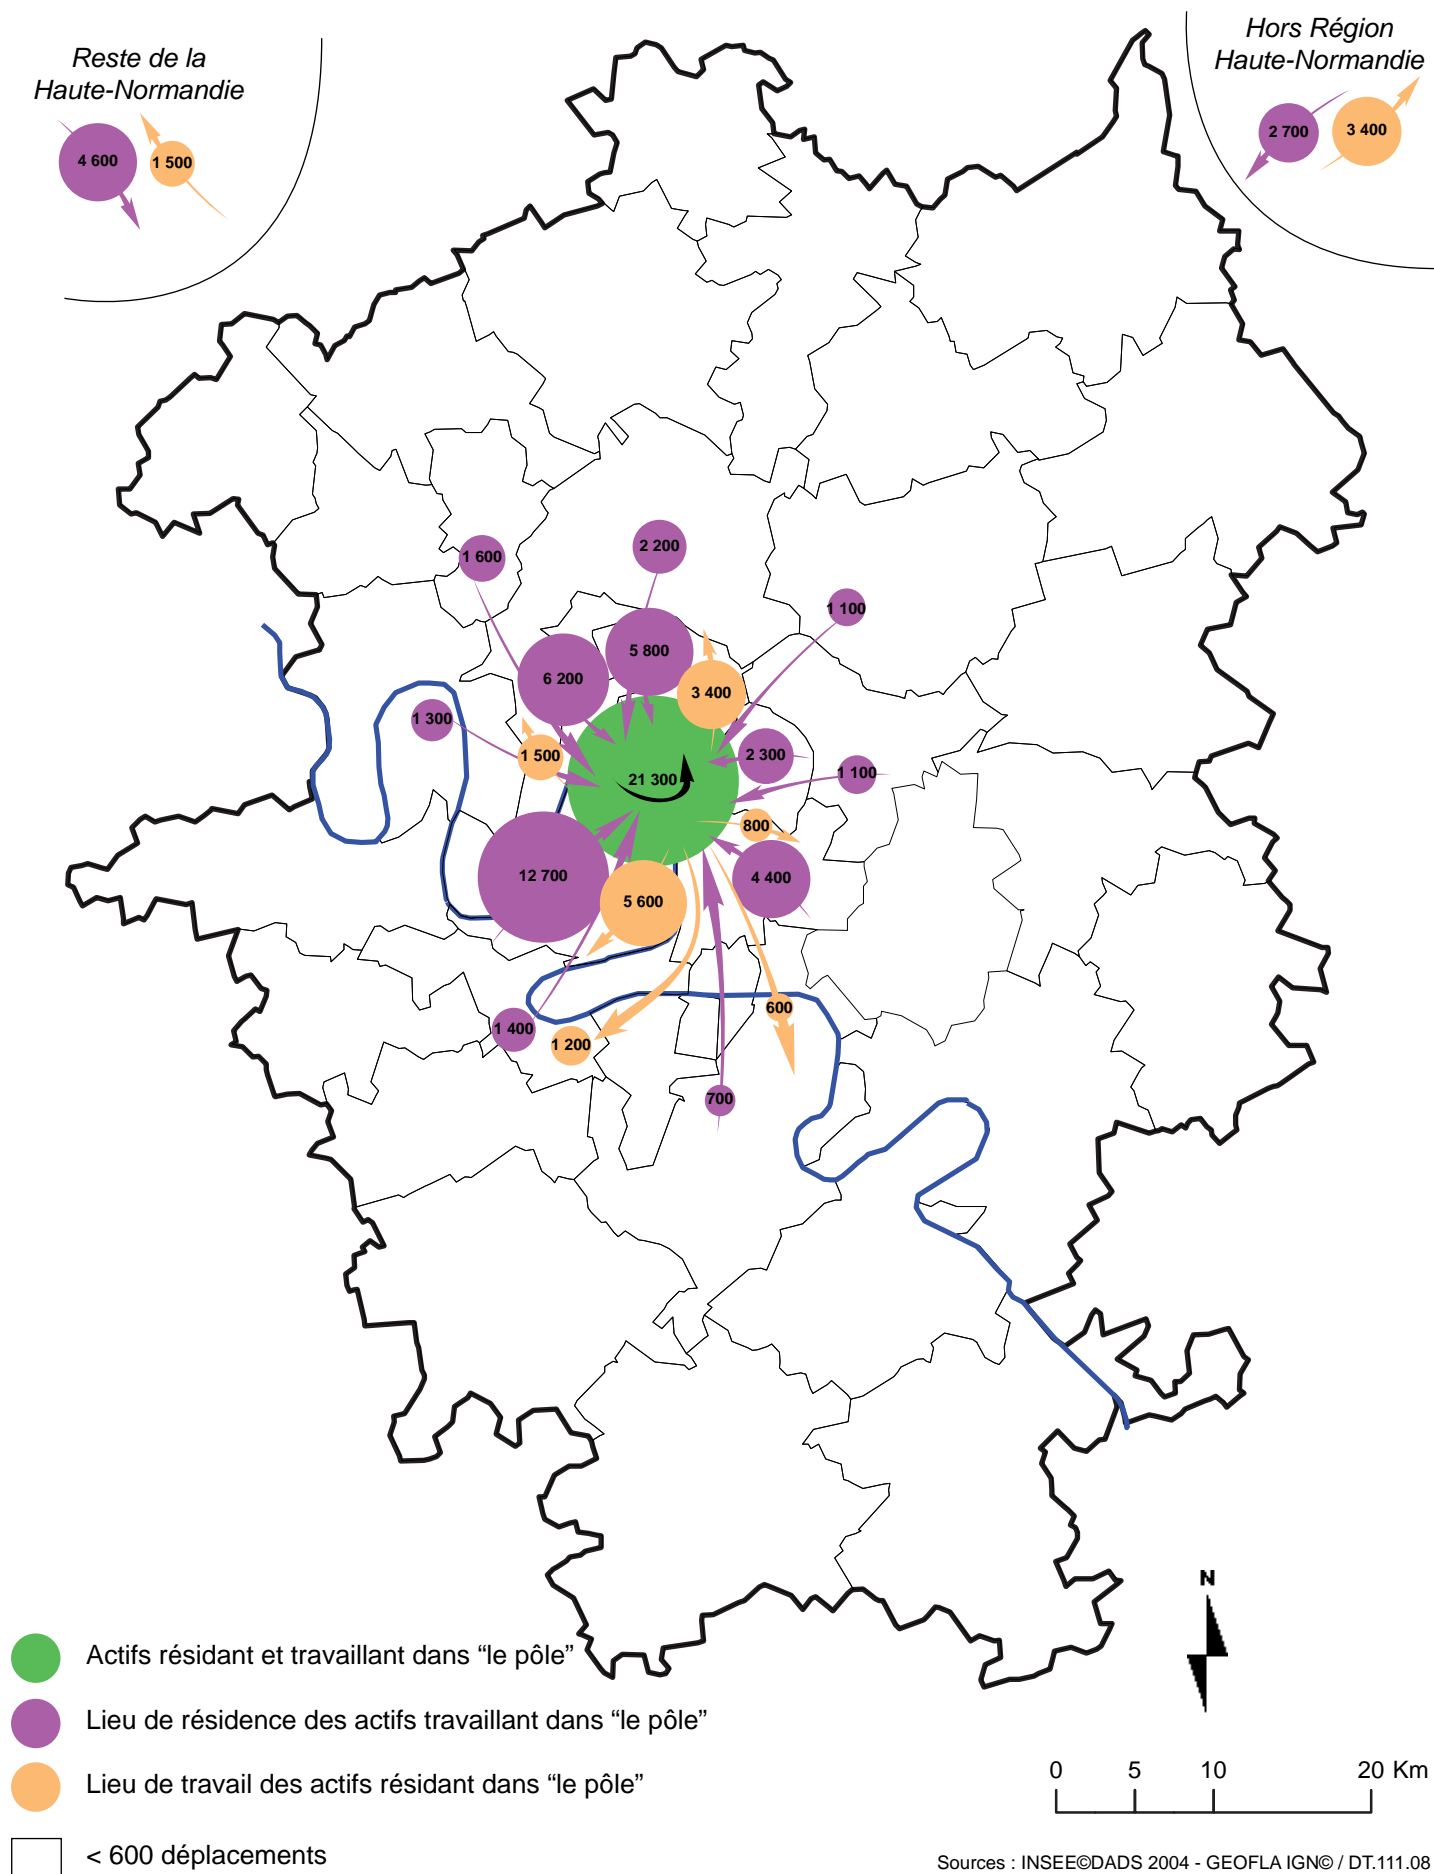 Reste de la
Haute-Normandie
4 600
1 500
Hors Région
Haute-Normandie
2 700
3 400
1 600
2 200
1 100
5 800
6 200
3 400
1 300
1 500
2 300
1 100
21 300
800
12 700
4 400
5 600
600
1 400
1 200
700
N
Actifs résidant et travaillant dans “le pôle”
Lieu de résidence des actifs travaillant dans “le pôle”
Lieu de travail des actifs résidant dans “le pôle”
0 5 10 20 Km
< 600 déplacements
Sources : INSEE©DADS 2004 - GEOFLA IGN© / DT.111.08